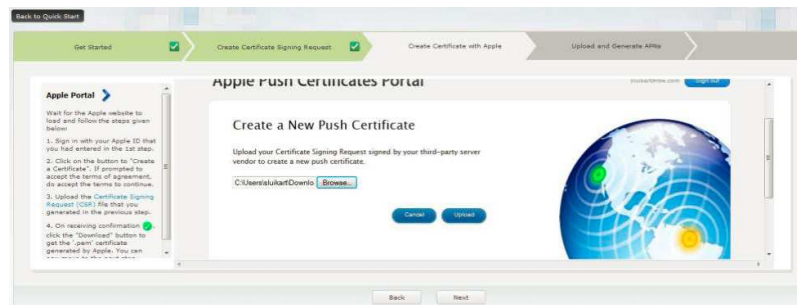 Back to Quick Start
Get Started
Create Certificate Signing Request
Create Certificate with Apple
Upload and Generate APNs
Apple Portal
Wait for the Apple website to
load and follow the steps given
below:
1. Sign in with your Apple ID that
you had entered in the 1st step.
2. Click on the button to "Create
a Certificate". If prompted to
accept the terms of agreement,
do accept the terms to continue.
3. Upload the Certificate Signing
Request (CSR) file that you
generated in the previous step.
4. On receiving confirmation ,
click the "Download" button to
get the '.pem' certificate
generated by Apple. You can
Apple Push Certificates Portal
Sign out
Create a New Push Certificate
Upload your Certificate Signing Request signed by your third-party server
vendor to create a new push certificate.
C:\Users\sluikart\Downlo
Browse...
Cancel
Upload
Back
Next